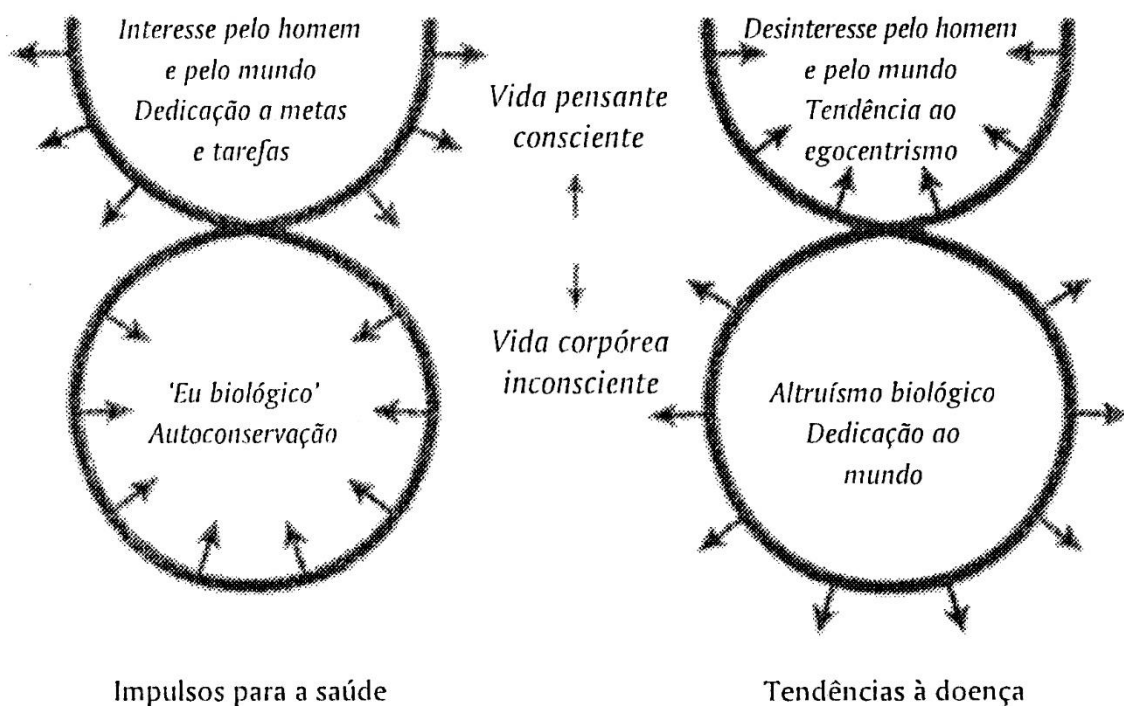 Interesse pelo homem
e pelo mundo
Dedicação a metas
e tarefas
Vida pensante
consciente
Desinteresse pelo homem
e pelo mundo
Tendência ao
egocentrismo
'Eu biológico'
Autoconservação
Vida corpórea
inconsciente
Altruísmo biológico
Dedicação ao
mundo
Impulsos para a saúde
Tendências à doença